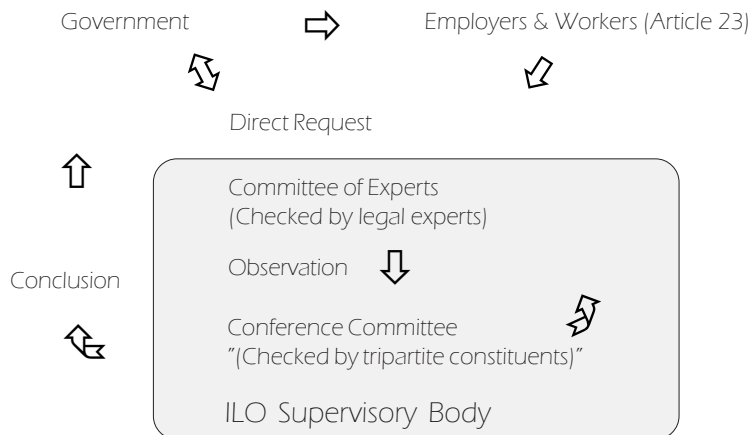 Government
Employers & Workers (Article 23)
Direct Request
Committee of Experts
(Checked by legal experts)
Observation
Conclusion
Conference Committee
"(Checked by tripartite constituents)"
ILO Supervisory Body